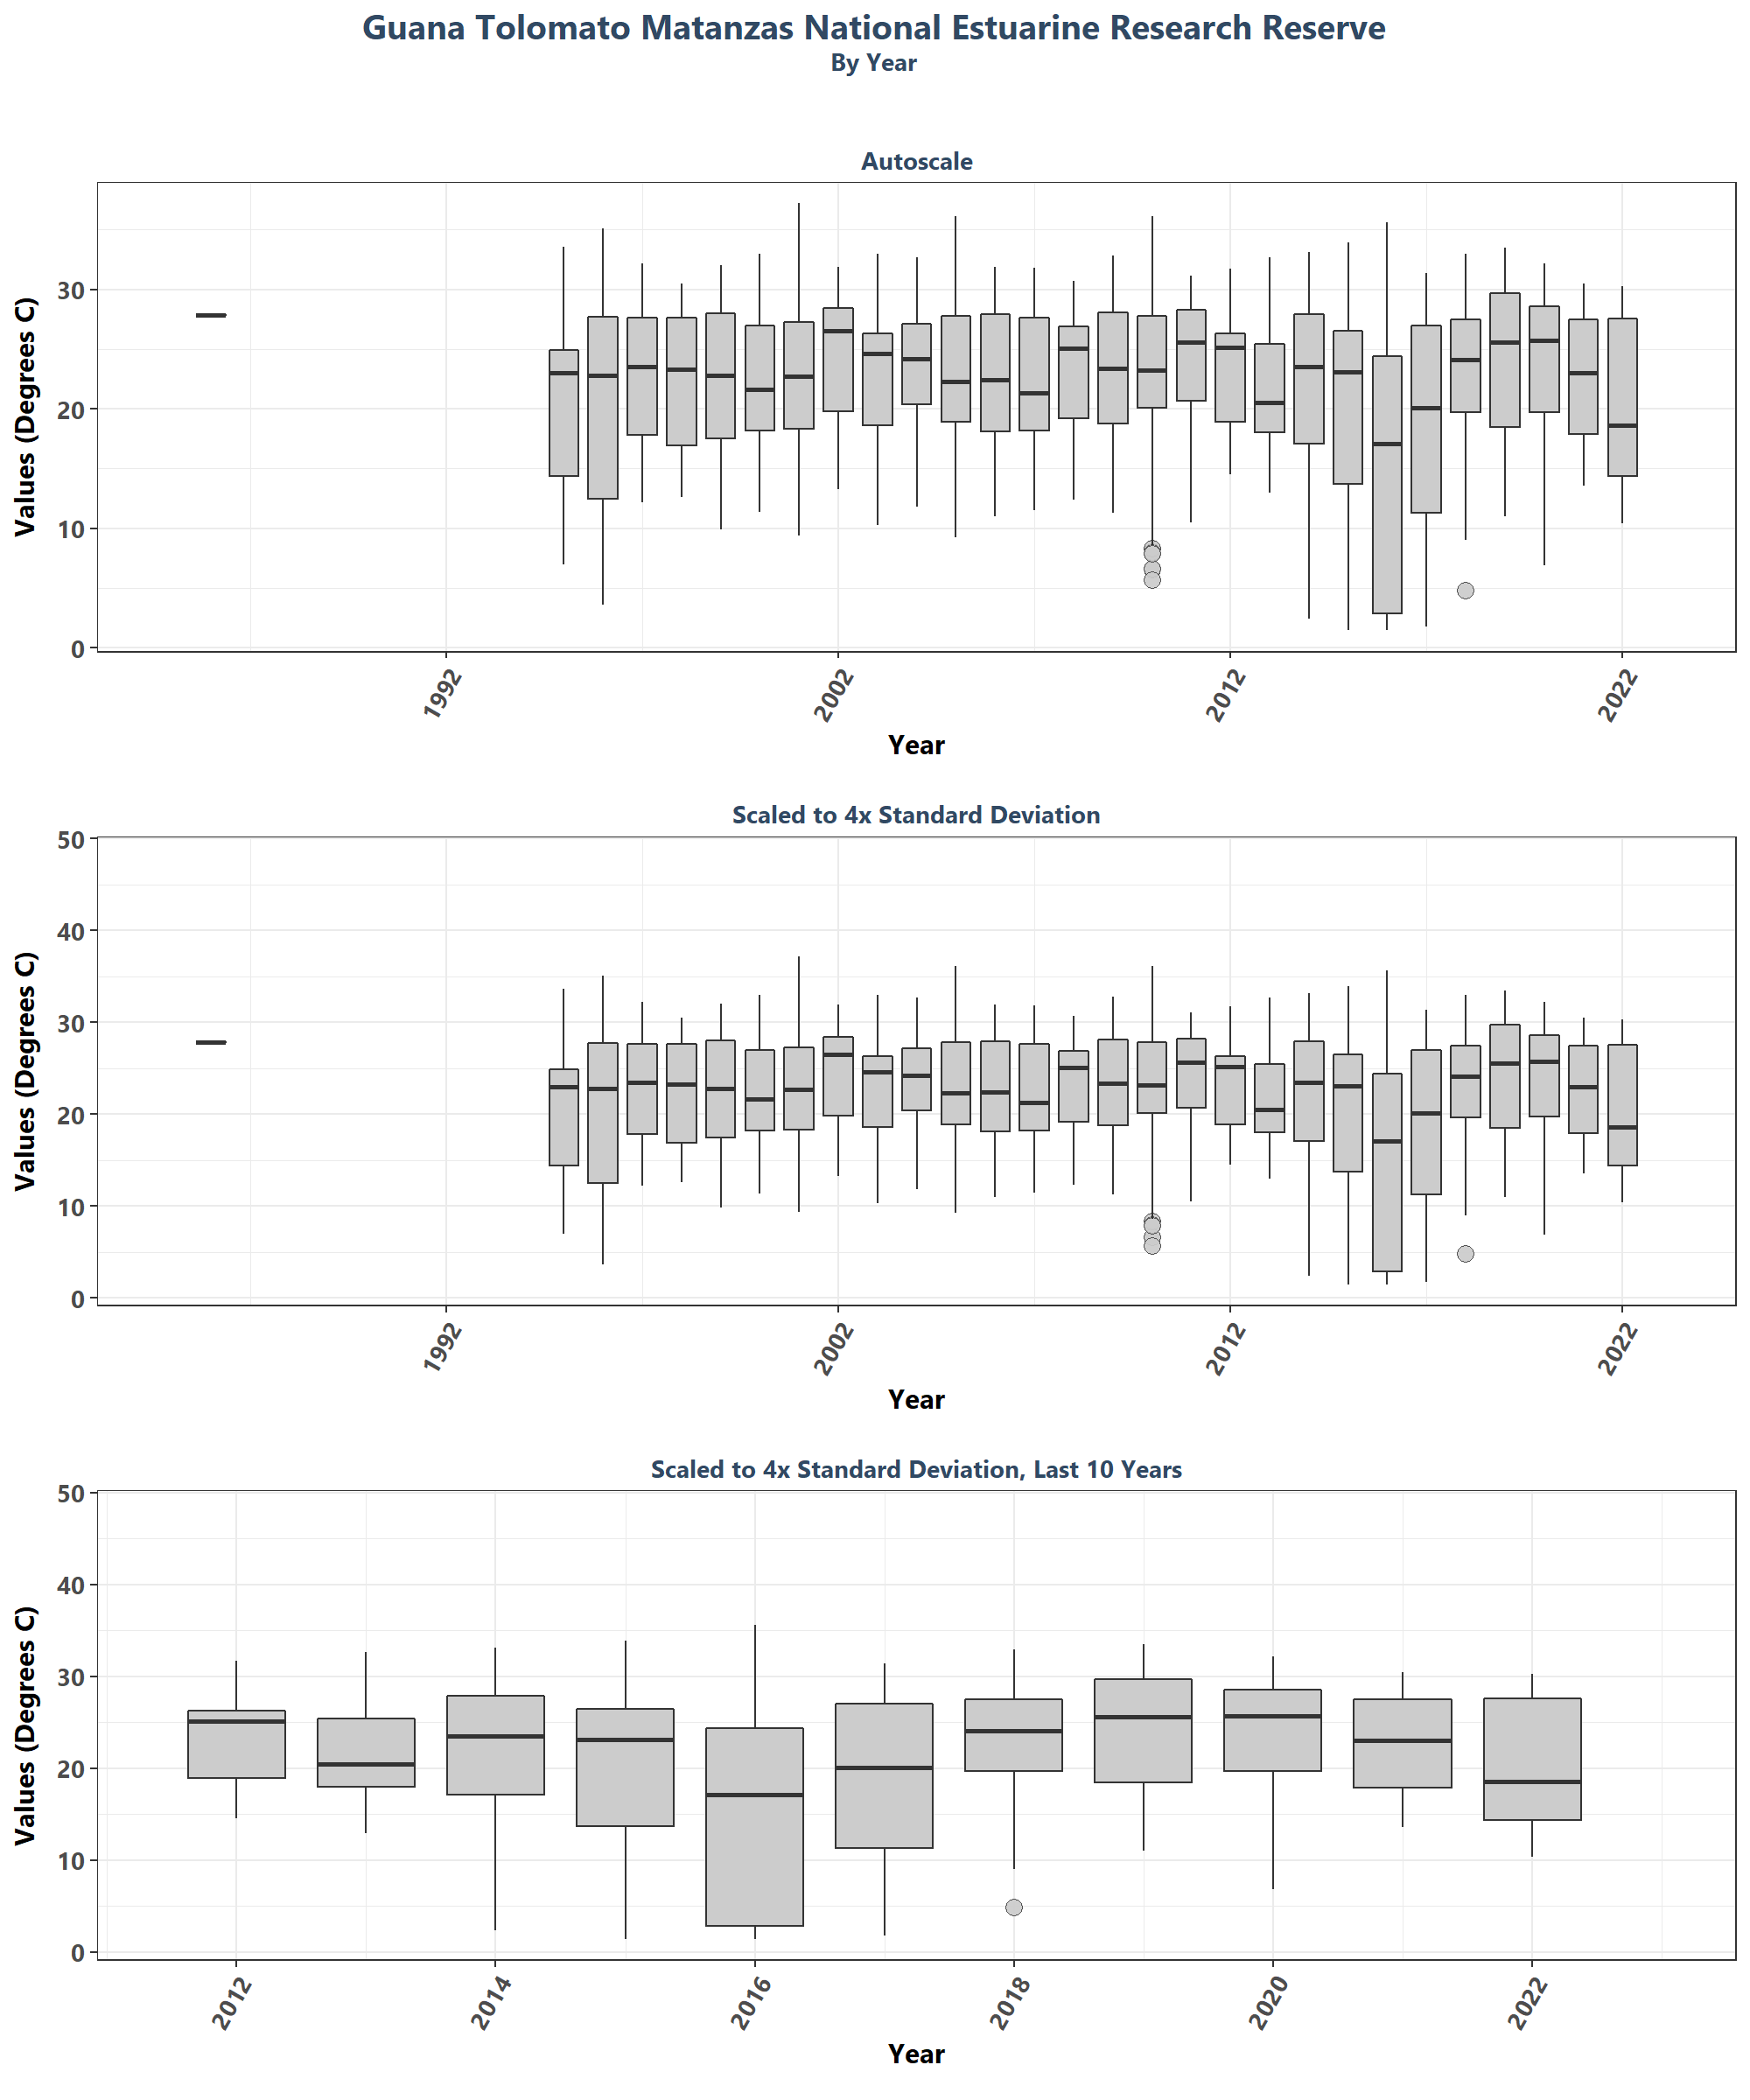 Guana Tolomato Matanzas National Estuarine Research Reserve
By Year
Autoscale
Values (Degrees C)
30
20
10
0
1992
2002
2012
2022
Year
Scaled to 4x Standard Deviation
Values (Degrees C)
50
40
30
20
10
0
1992
2002
2012
2022
Year
Scaled to 4x Standard Deviation, Last 10 Years
Values (Degrees C)
50
40
30
20
10
0
2012
2014
2016
2018
2020
2022
Year